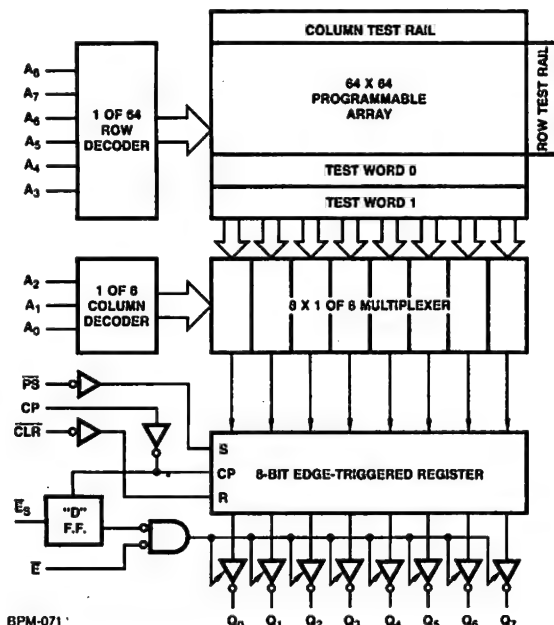 COLUMN TEST RAIL
ROW TEST RAIL
64 X 64
PROGRAMMABLE
ARRAY
TEST WORD 0
TEST WORD 1
A₈
A₇
A₆
A₅
A₄
A₃
1 OF 64
ROW
DECODER
A₂
A₁
A₀
1 OF 8
COLUMN
DECODER
8 X 1 OF 8 MULTIPLEXER
P̅S̅
CP
C̅L̅R̅
S
CP
R
8-BIT EDGE-TRIGGERED REGISTER
E̅ₛ
"D"
F.F.
E̅
BPM-071
Q₀ Q₁ Q₂ Q₃ Q₄ Q₅ Q₆ Q₇